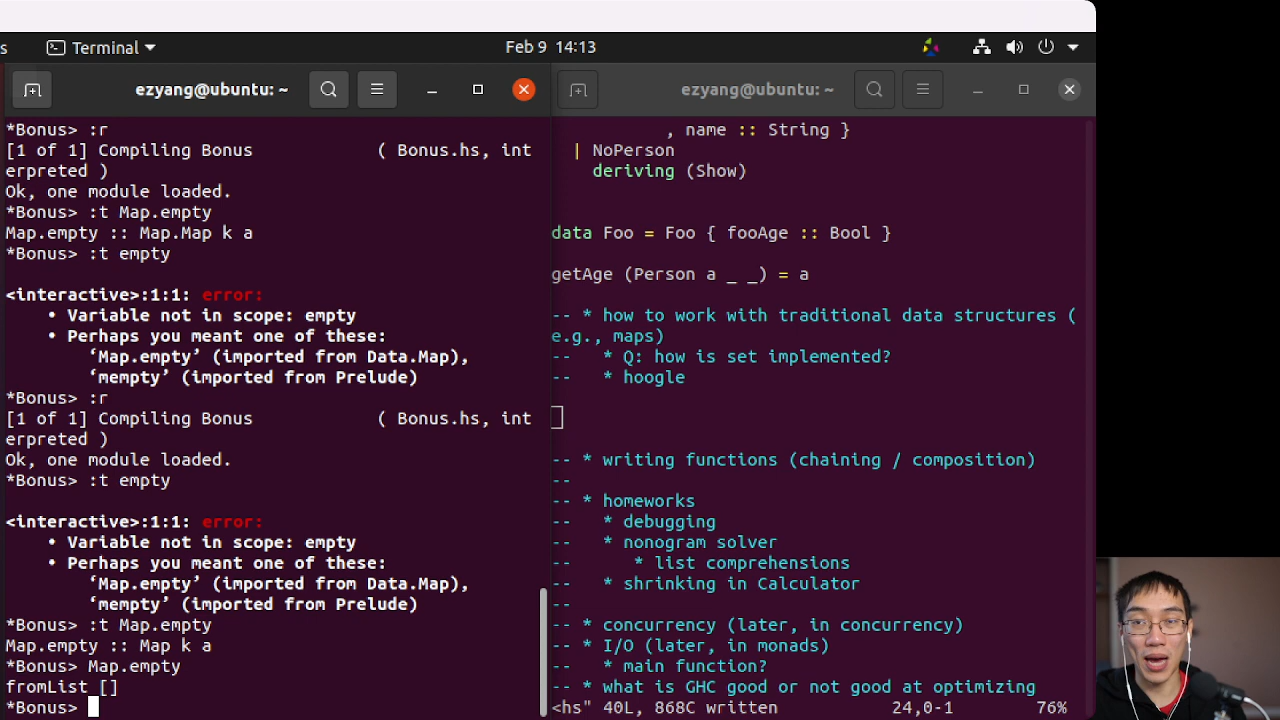 s Terminal Feb 9 14:13
ezyang@ubuntu: ~
*Bonus> :r
[1 of 1] Compiling Bonus ( Bonus.hs, int
erpreted )
Ok, one module loaded.
*Bonus> :t Map.empty
Map.empty :: Map.Map k a
*Bonus> :t empty
<interactive>:1:1: error:
• Variable not in scope: empty
• Perhaps you meant one of these:
‘Map.empty’ (imported from Data.Map),
‘mempty’ (imported from Prelude)
*Bonus> :r
[1 of 1] Compiling Bonus ( Bonus.hs, int
erpreted )
Ok, one module loaded.
*Bonus> :t empty
<interactive>:1:1: error:
• Variable not in scope: empty
• Perhaps you meant one of these:
‘Map.empty’ (imported from Data.Map),
‘mempty’ (imported from Prelude)
*Bonus> :t Map.empty
Map.empty :: Map k a
*Bonus> Map.empty
fromList []
*Bonus>
ezyang@ubuntu: ~
, name :: String }
| NoPerson
deriving (Show)
data Foo = Foo { fooAge :: Bool }
getAge (Person a _ _) = a
-- * how to work with traditional data structures (
e.g., maps)
--   * Q: how is set implemented?
--   * hoogle
-- * writing functions (chaining / composition)
--
-- * homeworks
--   * debugging
--   * nonogram solver
--     * list comprehensions
--   * shrinking in Calculator
--
-- * concurrency (later, in concurrency)
-- * I/O (later, in monads)
--   * main function?
-- * what is GHC good or not good at optimizing
<hs" 40L, 868C written 24,0-1 76%